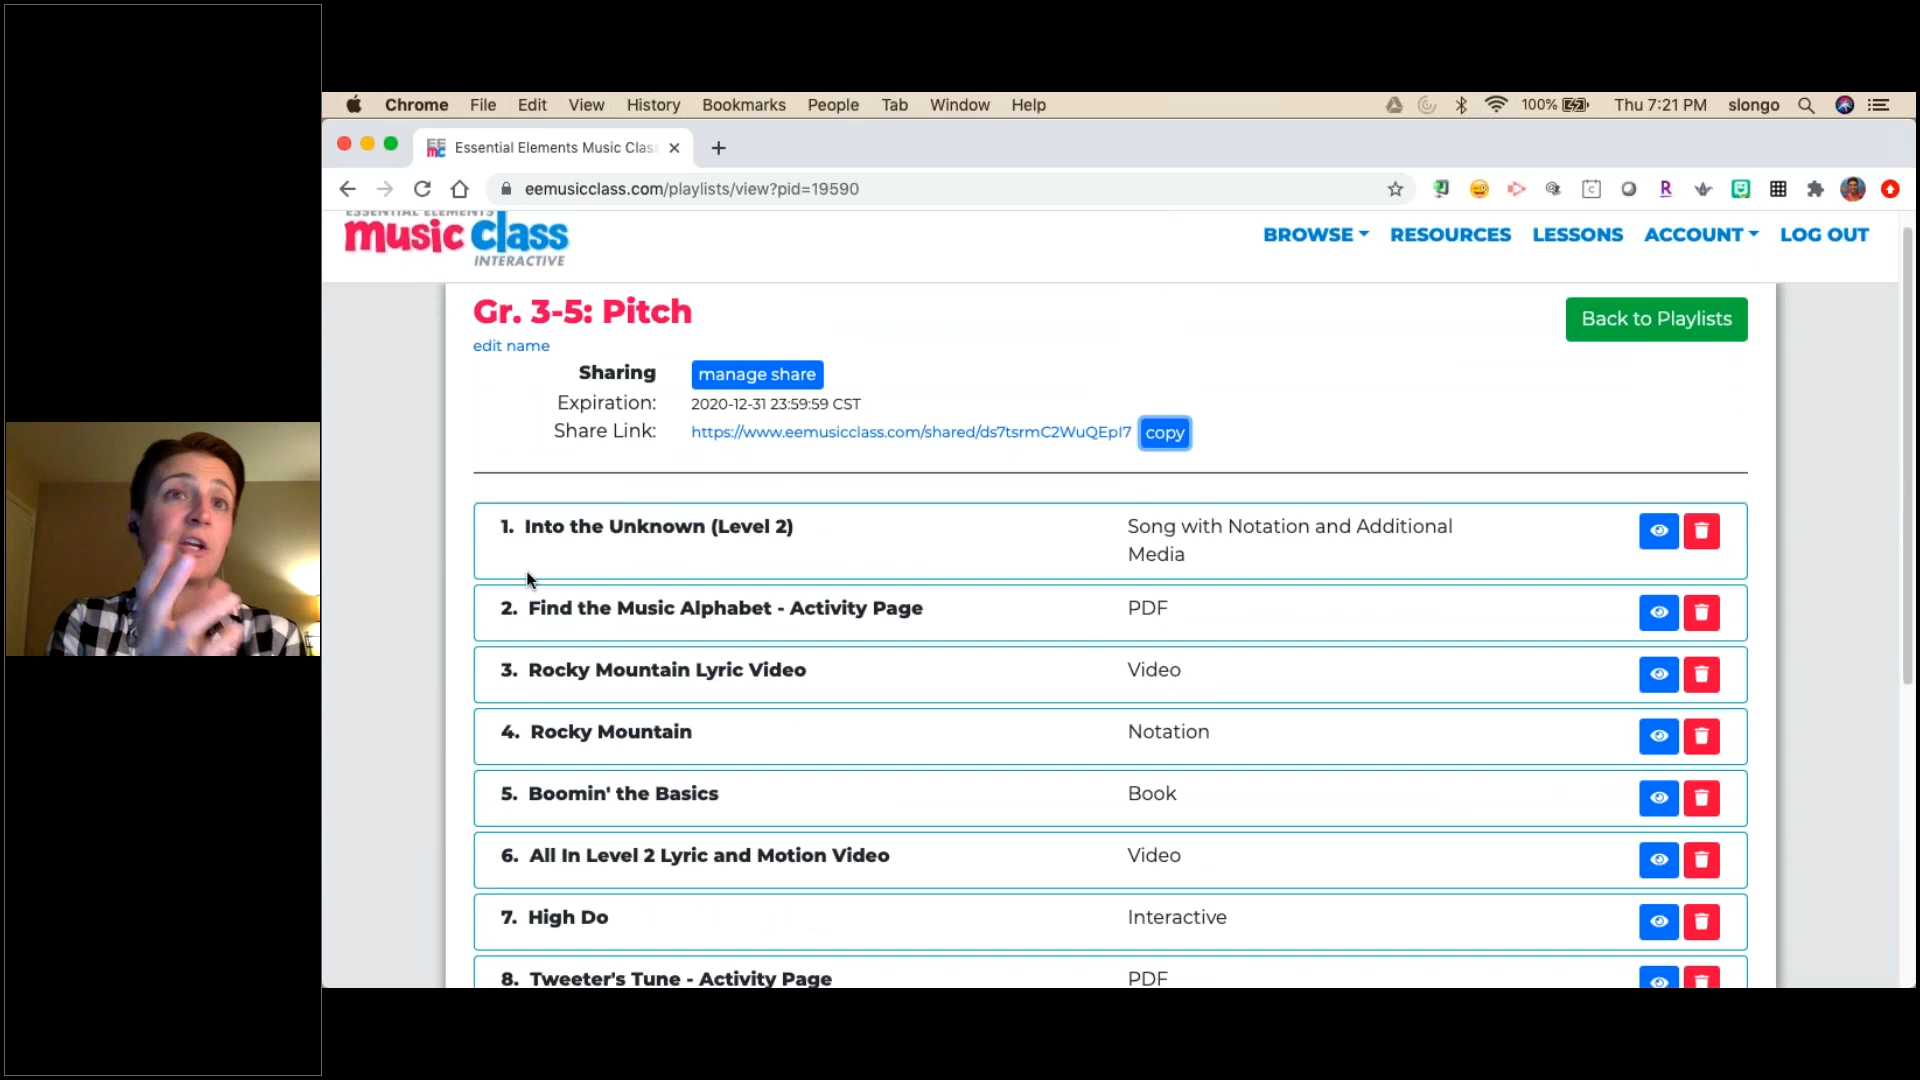 Chrome File Edit View History Bookmarks People Tab Window Help 100% Thu 7:21 PM slongo
Essential Elements Music Clas
eemusicclass.com/playlists/view?pid=19590
ESSENTIAL ELEMENTS
music class
INTERACTIVE
BROWSE RESOURCES LESSONS ACCOUNT LOG OUT
Gr. 3-5: Pitch
Back to Playlists
edit name
Sharing manage share
Expiration: 2020-12-31 23:59:59 CST
Share Link: https://www.eemusicclass.com/shared/ds7tsrmC2WuQEpI7 copy
1. Into the Unknown (Level 2) Song with Notation and Additional
Media
2. Find the Music Alphabet - Activity Page PDF
3. Rocky Mountain Lyric Video Video
4. Rocky Mountain Notation
5. Boomin' the Basics Book
6. All In Level 2 Lyric and Motion Video Video
7. High Do Interactive
8. Tweeter's Tune - Activity Page PDF